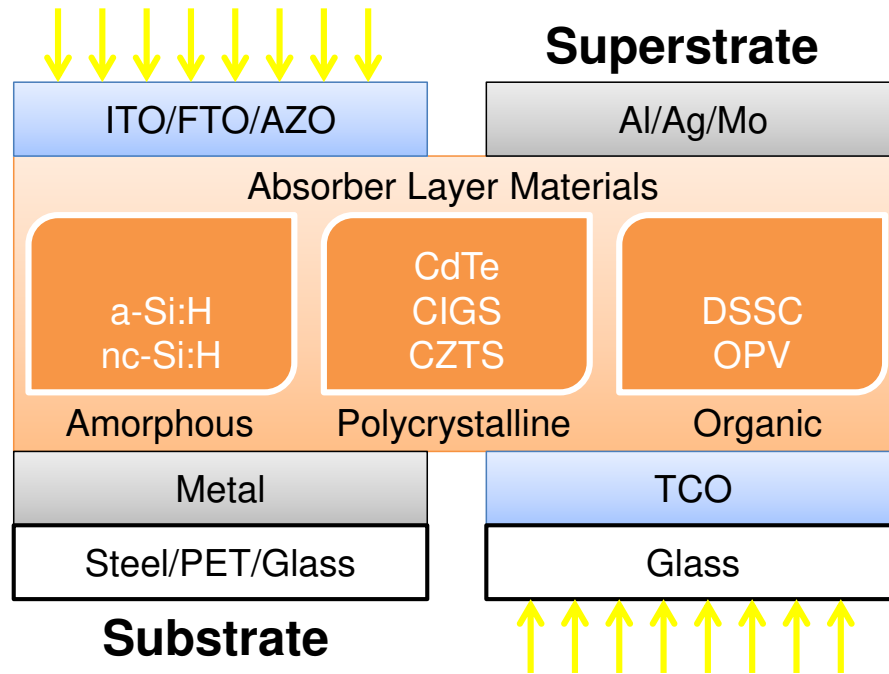 Superstrate
ITO/FTO/AZO
Al/Ag/Mo
Absorber Layer Materials
a-Si:H
nc-Si:H
CdTe
CIGS
CZTS
DSSC
OPV
Amorphous
Polycrystalline
Organic
Metal
TCO
Steel/PET/Glass
Glass
Substrate